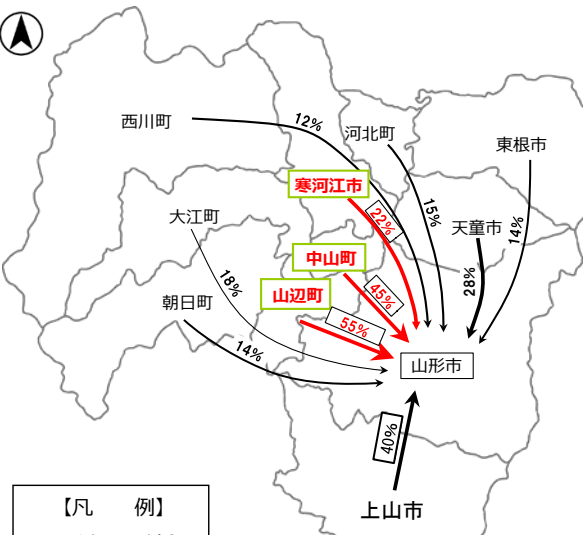 西川町
12%
河北町
東根市
寒河江市
大江町
22%
15%
天童市
14%
中山町
18%
45%
28%
山辺町
朝日町
55%
14%
山形市
40%
上山市
【凡　例】